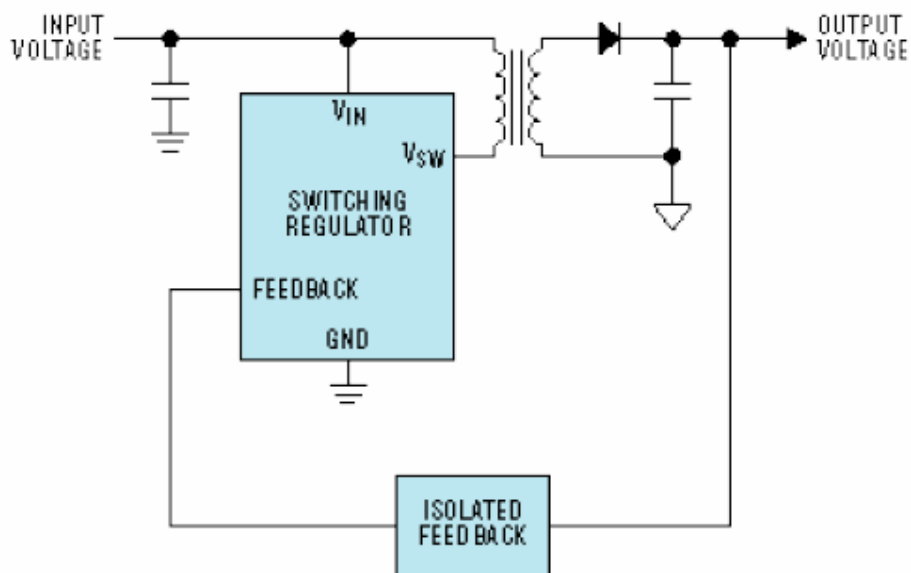 INPUT
VOLTAGE
OUTPUT
VOLTAGE
VIN
VSW
SWITCHING
REGULATOR
FEEDBACK
GND
ISOLATED
FEEDBACK